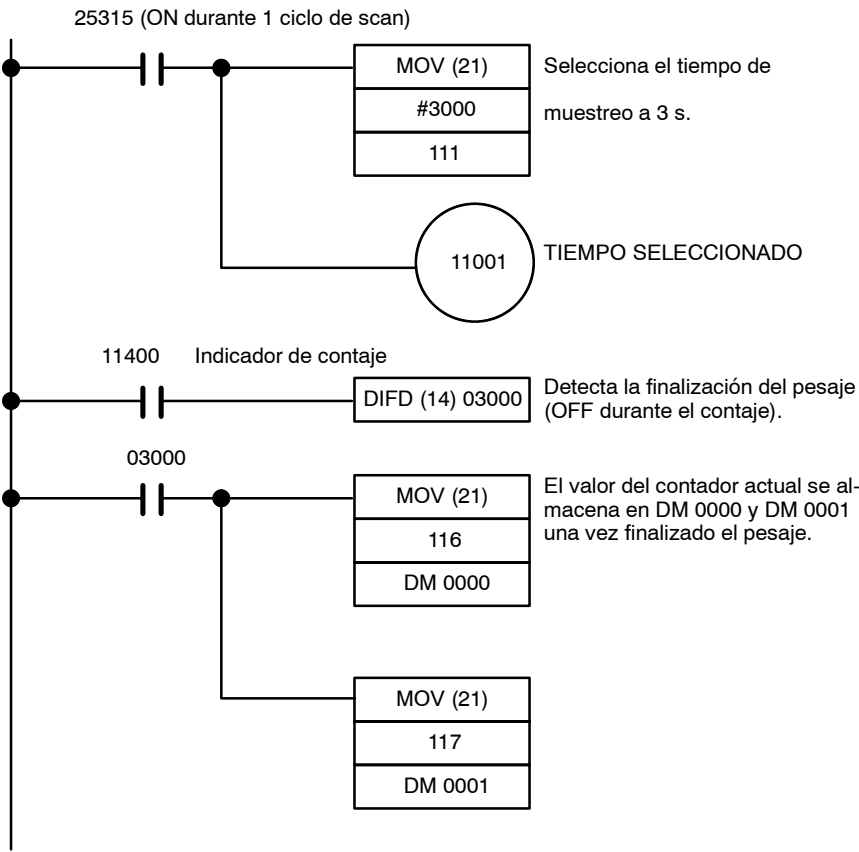 25315 (ON durante 1 ciclo de scan)
MOV (21)
#3000
111
Selecciona el tiempo de
muestreo a 3 s.
11001
TIEMPO SELECCIONADO
11400 Indicador de contaje
DIFD (14) 03000
Detecta la finalización del pesaje
(OFF durante el contaje).
03000
MOV (21)
116
DM 0000
El valor del contador actual se al-
macena en DM 0000 y DM 0001
una vez finalizado el pesaje.
MOV (21)
117
DM 0001